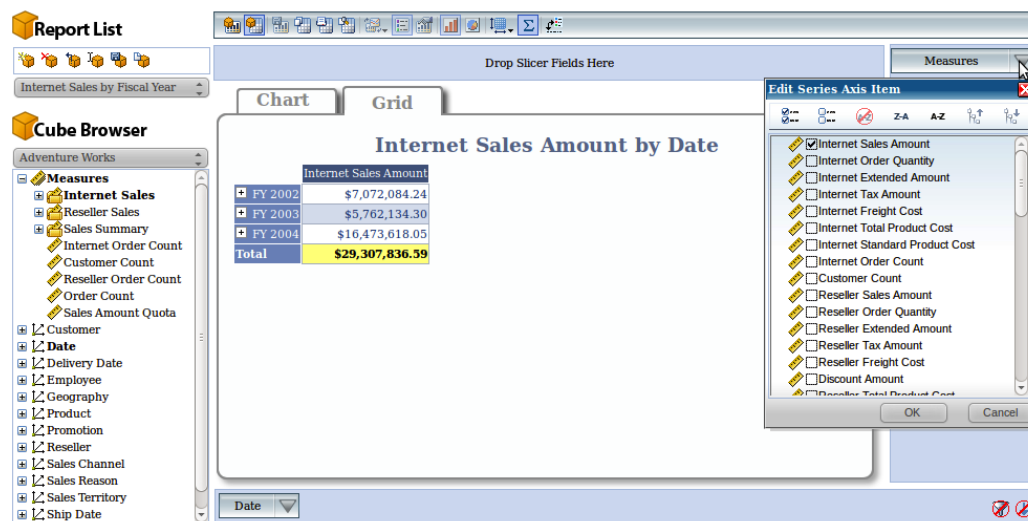 Report List
Internet Sales by Fiscal Year
Cube Browser
Adventure Works
Measures
Internet Sales
Reseller Sales
Sales Summary
Internet Order Count
Customer Count
Reseller Order Count
Order Count
Sales Amount Quota
Customer
Date
Delivery Date
Employee
Geography
Product
Promotion
Reseller
Sales Channel
Sales Reason
Sales Territory
Ship Date
Drop Slicer Fields Here
Chart
Grid
Internet Sales Amount by Date
Internet Sales Amount
FY 2002 $7,072,084.24
FY 2003 $5,762,134.30
FY 2004 $16,473,618.05
Total $29,307,836.59
Date
Measures
Edit Series Axis Item
Z-A A-Z
Internet Sales Amount
Internet Order Quantity
Internet Extended Amount
Internet Tax Amount
Internet Freight Cost
Internet Total Product Cost
Internet Standard Product Cost
Internet Order Count
Customer Count
Reseller Sales Amount
Reseller Order Quantity
Reseller Extended Amount
Reseller Tax Amount
Reseller Freight Cost
Discount Amount
Reseller Total Product Cost
OK Cancel